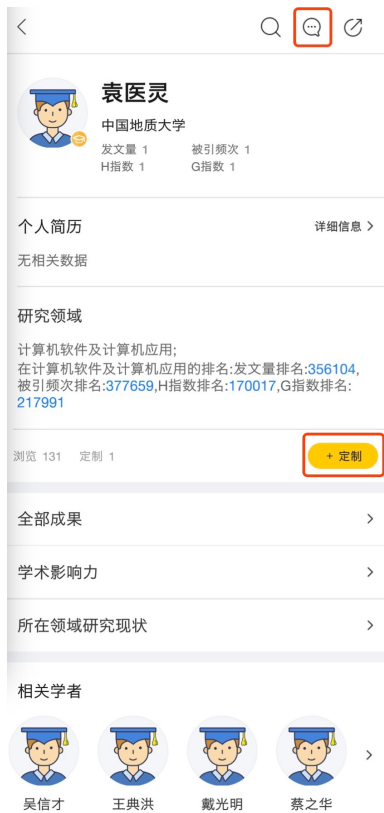 袁医灵
中国地质大学
发文量 1 被引频次 1
H指数 1 G指数 1
个人简历 详细信息
无相关数据
研究领域
计算机软件及计算机应用;
在计算机软件及计算机应用的排名:发文量排名:356104,
被引频次排名:377659,H指数排名:170017,G指数排名:
217991
浏览 131 定制 1 + 定制
全部成果
学术影响力
所在领域研究现状
相关学者
吴信才 王典洪 戴光明 蔡之华